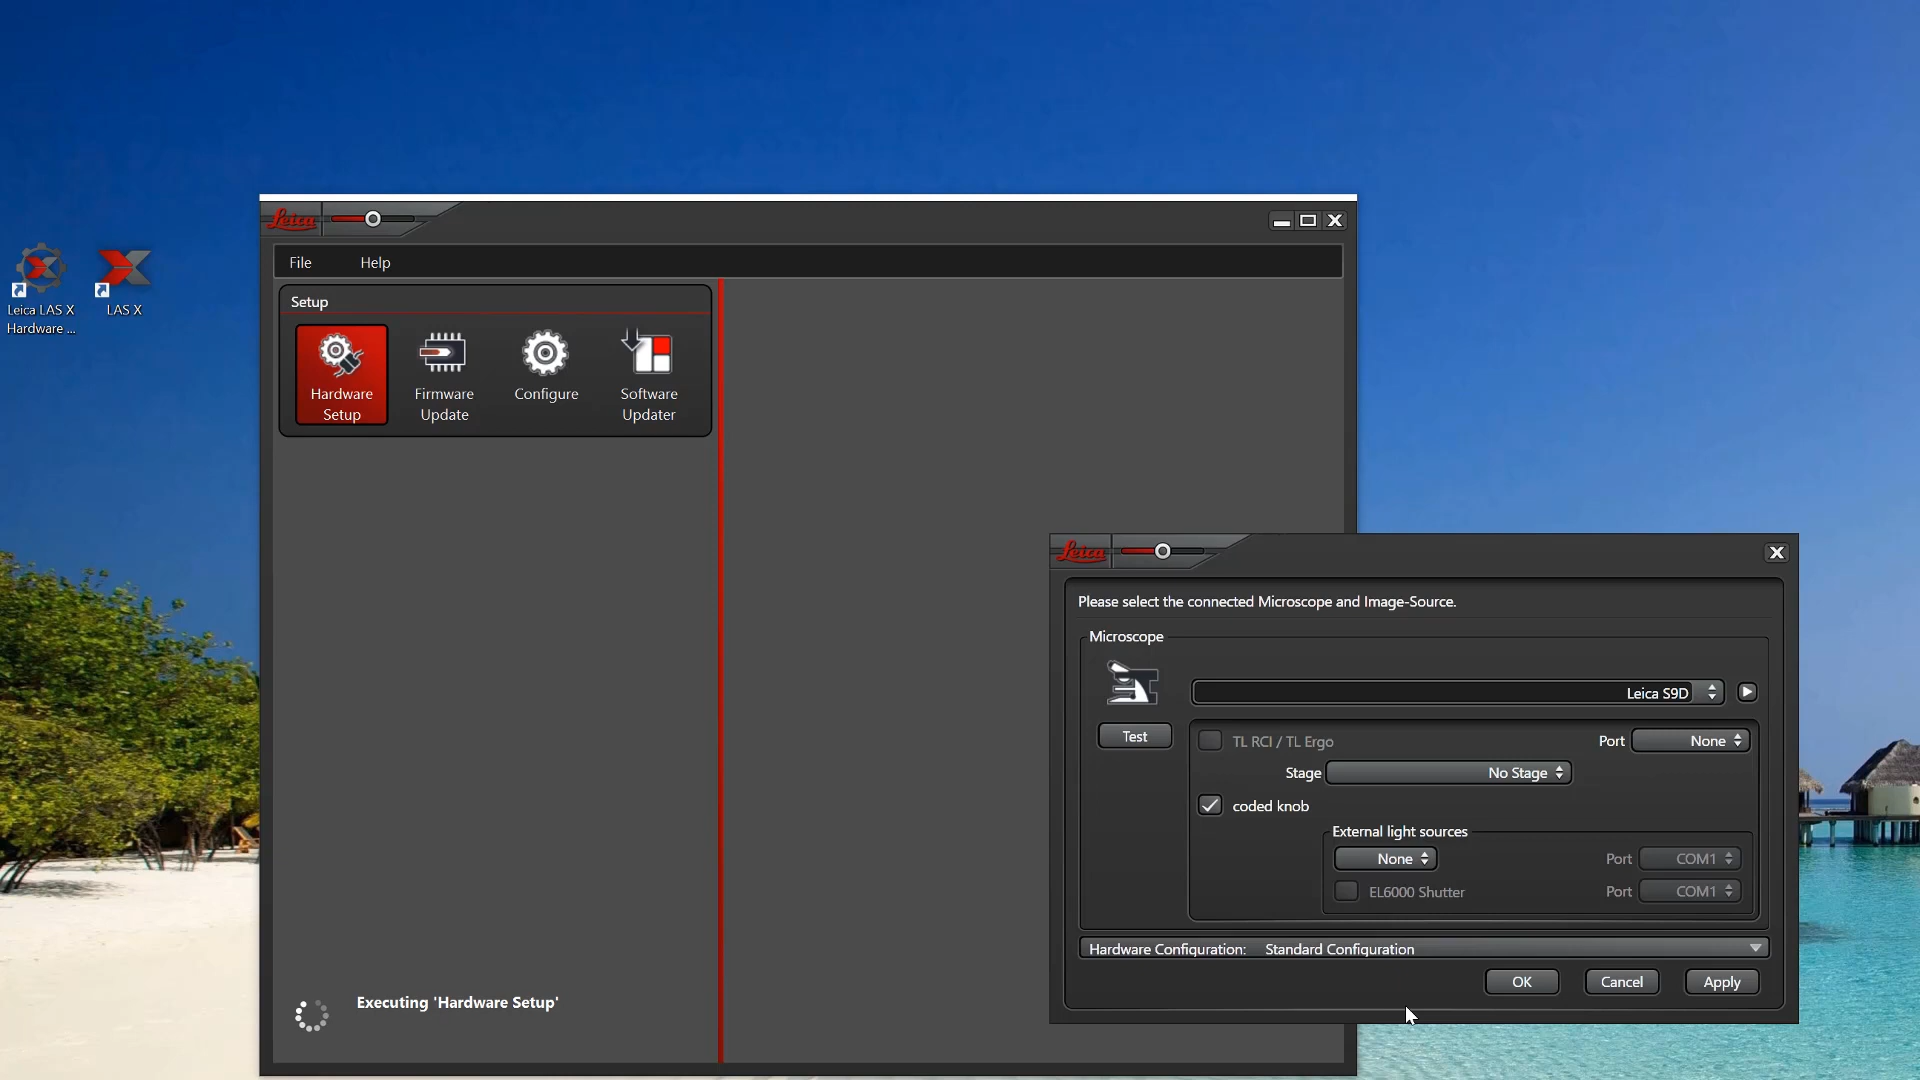 Leica LAS X
Hardware ...
LAS X
Leica
File Help
Setup
Hardware
Setup
Firmware
Update
Configure
Software
Updater
Executing 'Hardware Setup'
Leica
Please select the connected Microscope and Image-Source.
Microscope
Leica S9D
Test
TL RCI / TL Ergo
Port None
Stage No Stage
coded knob
External light sources
None Port COM1
EL6000 Shutter Port COM1
Hardware Configuration: Standard Configuration
OK Cancel Apply